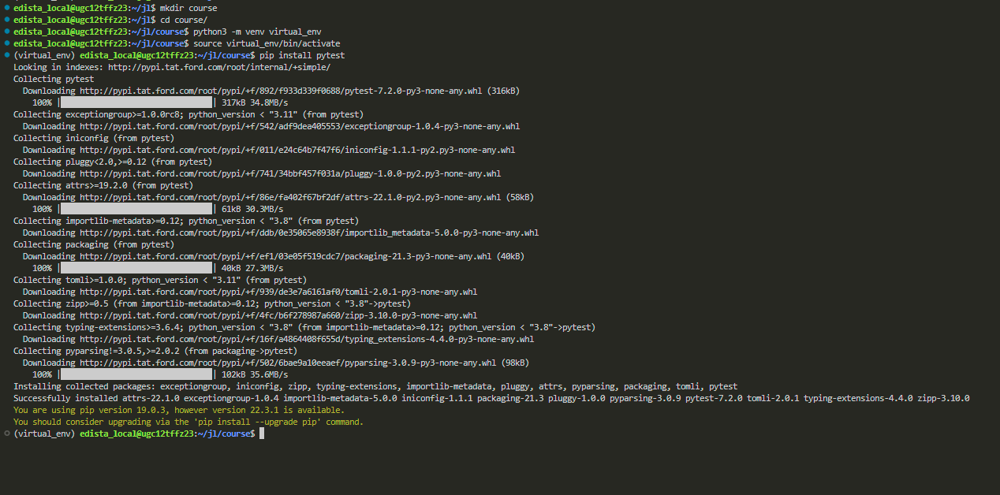 edista_local@ugc12tffz23:~/jl$ mkdir course
edista_local@ugc12tffz23:~/jl$ cd course/
edista_local@ugc12tffz23:~/jl/course$ python3 -m venv virtual_env
edista_local@ugc12tffz23:~/jl/course$ source virtual_env/bin/activate
(virtual_env) edista_local@ugc12tffz23:~/jl/course$ pip install pytest
Looking in indexes: http://pypi.tat.ford.com/root/internal/+simple/
Collecting pytest
  Downloading http://pypi.tat.ford.com/root/pypi/+f/892/f933d339f0688/pytest-7.2.0-py3-none-any.whl (316kB)
    100% | | 317kB 34.8MB/s
Collecting exceptiongroup>=1.0.0rc8; python_version < "3.11" (from pytest)
  Downloading http://pypi.tat.ford.com/root/pypi/+f/542/adf9dea405553/exceptiongroup-1.0.4-py3-none-any.whl
Collecting iniconfig (from pytest)
  Downloading http://pypi.tat.ford.com/root/pypi/+f/011/e24c64b7f47f6/iniconfig-1.1.1-py2.py3-none-any.whl
Collecting pluggy<2.0,>=0.12 (from pytest)
  Downloading http://pypi.tat.ford.com/root/pypi/+f/741/34bbf457f031a/pluggy-1.0.0-py2.py3-none-any.whl
Collecting attrs>=19.2.0 (from pytest)
  Downloading http://pypi.tat.ford.com/root/pypi/+f/86e/fa402f67bf2df/attrs-22.1.0-py2.py3-none-any.whl (58kB)
    100% | | 61kB 30.3MB/s
Collecting importlib-metadata>=0.12; python_version < "3.8" (from pytest)
  Downloading http://pypi.tat.ford.com/root/pypi/+f/ddb/0e35065e8938f/importlib_metadata-5.0.0-py3-none-any.whl
Collecting packaging (from pytest)
  Downloading http://pypi.tat.ford.com/root/pypi/+f/ef1/03e05f519cdc7/packaging-21.3-py3-none-any.whl (40kB)
    100% | | 40kB 27.3MB/s
Collecting tomli>=1.0.0; python_version < "3.11" (from pytest)
  Downloading http://pypi.tat.ford.com/root/pypi/+f/939/de3e7a6161af0/tomli-2.0.1-py3-none-any.whl
Collecting zipp>=0.5 (from importlib-metadata>=0.12; python_version < "3.8"->pytest)
  Downloading http://pypi.tat.ford.com/root/pypi/+f/4fc/b6f278987a660/zipp-3.10.0-py3-none-any.whl
Collecting typing-extensions>=3.6.4; python_version < "3.8" (from importlib-metadata>=0.12; python_version < "3.8"->pytest)
  Downloading http://pypi.tat.ford.com/root/pypi/+f/16f/a4864408f655d/typing_extensions-4.4.0-py3-none-any.whl
Collecting pyparsing!=3.0.5,>=2.0.2 (from packaging->pytest)
  Downloading http://pypi.tat.ford.com/root/pypi/+f/502/6bae9a10eeaef/pyparsing-3.0.9-py3-none-any.whl (98kB)
    100% | | 102kB 35.6MB/s
Installing collected packages: exceptiongroup, iniconfig, zipp, typing-extensions, importlib-metadata, pluggy, attrs, pyparsing, packaging, tomli, pytest
Successfully installed attrs-22.1.0 exceptiongroup-1.0.4 importlib-metadata-5.0.0 iniconfig-1.1.1 packaging-21.3 pluggy-1.0.0 pyparsing-3.0.9 pytest-7.2.0 tomli-2.0.1 typing-extensions-4.4.0 zipp-3.10.0
You are using pip version 19.0.3, however version 22.3.1 is available.
You should consider upgrading via the 'pip install --upgrade pip' command.
(virtual_env) edista_local@ugc12tffz23:~/jl/course$